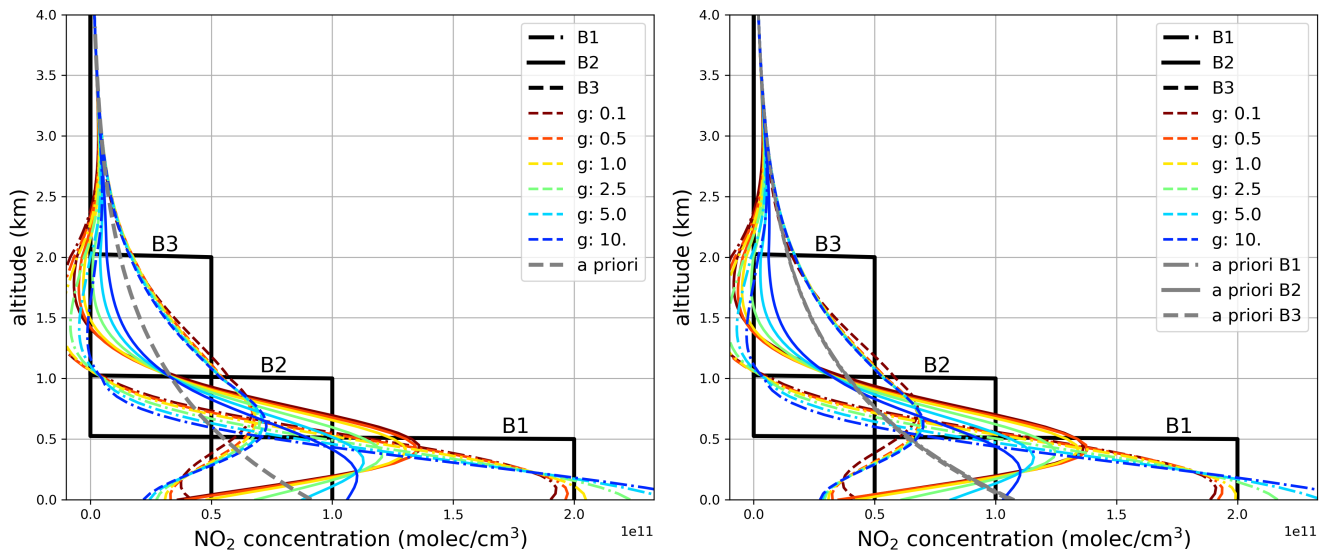 4.0
3.5
3.0
2.5
2.0
1.5
1.0
0.5
0.0
altitude (km)
0.0
0.5
1.0
1.5
2.0
1e11
NO₂ concentration (molec/cm³)
B3
B2
B1
B1
B2
B3
g: 0.1
g: 0.5
g: 1.0
g: 2.5
g: 5.0
g: 10.
a priori
4.0
3.5
3.0
2.5
2.0
1.5
1.0
0.5
0.0
altitude (km)
0.0
0.5
1.0
1.5
2.0
1e11
NO₂ concentration (molec/cm³)
B3
B2
B1
B1
B2
B3
g: 0.1
g: 0.5
g: 1.0
g: 2.5
g: 5.0
g: 10.
a priori B1
a priori B2
a priori B3